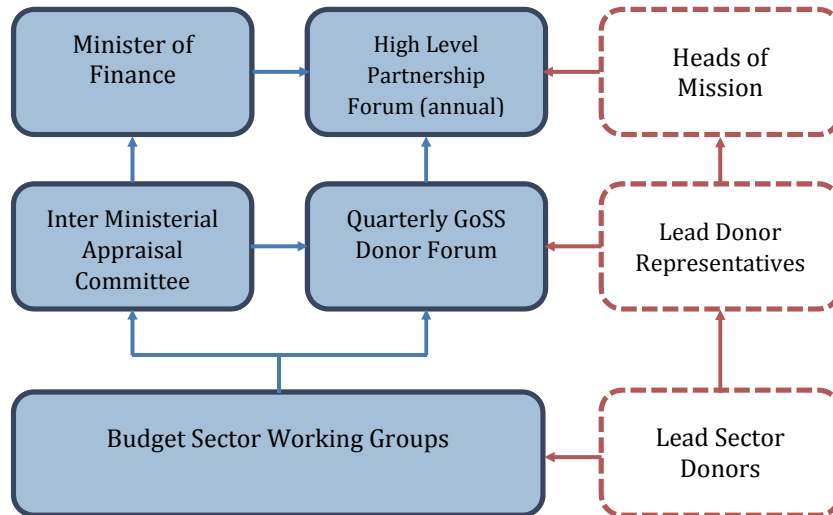 Minister of
Finance
High Level
Partnership
Forum (annual)
Heads of
Mission
Inter Ministerial
Appraisal
Committee
Quarterly GoSS
Donor Forum
Lead Donor
Representatives
Budget Sector Working Groups
Lead Sector
Donors